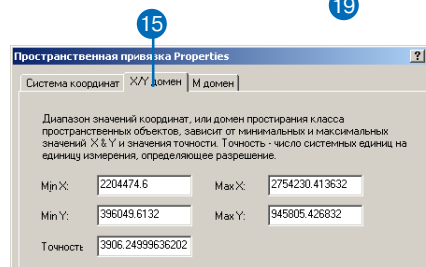 19
15
Пространственная привязка Properties
?
Система координат X/Y домен M домен
Диапазон значений координат, или домен простирания класса
пространственных объектов, зависит от минимальных и максимальных
значений X & Y и значения точности. Точность - число системных единиц на
единицу измерения, определяющее разрешение.
Min X: 2204474.6 Max X: 2754230.413632
Min Y: 396049.6132 Max Y: 945805.426832
Точность 3906.24999636202